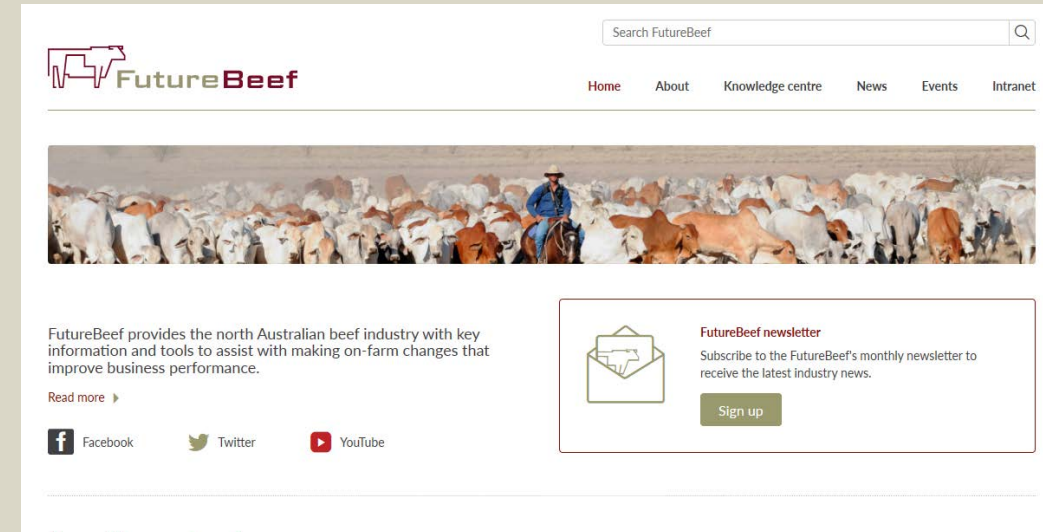 Search FutureBeef
FutureBeef
Home About Knowledge centre News Events Intranet
FutureBeef provides the north Australian beef industry with key
information and tools to assist with making on-farm changes that
improve business performance.
Read more
Facebook Twitter YouTube
FutureBeef newsletter
Subscribe to the FutureBeef's monthly newsletter to
receive the latest industry news.
Sign up